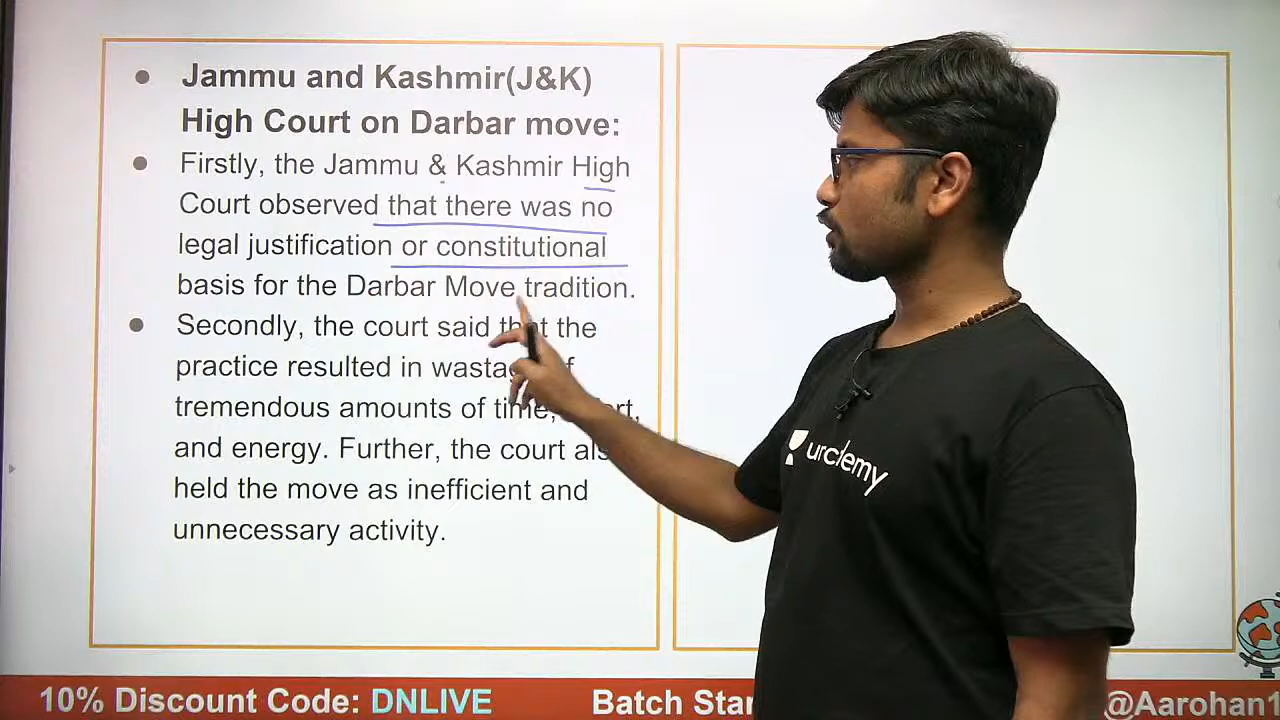 Jammu and Kashmir(J&K)
High Court on Darbar move:
Firstly, the Jammu & Kashmir High
Court observed that there was no
legal justification or constitutional
basis for the Darbar Move tradition.
Secondly, the court said that the
practice resulted in
tremendous amounts of time,
and energy. Further, the court
held the move as inefficient and
unnecessary activity.
10% Discount Code: DNLIVE
Batch
@Aarohan1